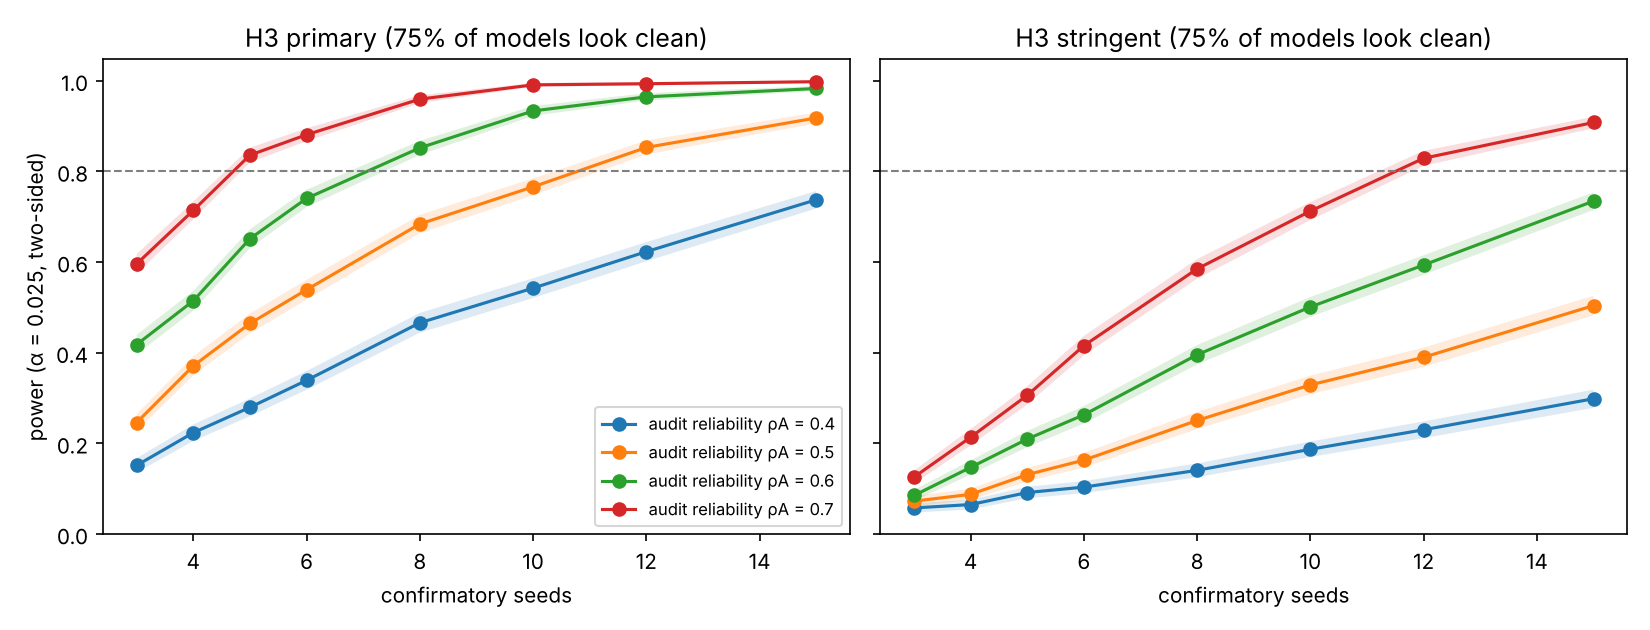 H3 primary (75% of models look clean)
power (α = 0.025, two-sided)
1.0
0.8
0.6
0.4
0.2
0.0
audit reliability ρA = 0.4
audit reliability ρA = 0.5
audit reliability ρA = 0.6
audit reliability ρA = 0.7
4 6 8 10 12 14
confirmatory seeds
H3 stringent (75% of models look clean)
4 6 8 10 12 14
confirmatory seeds